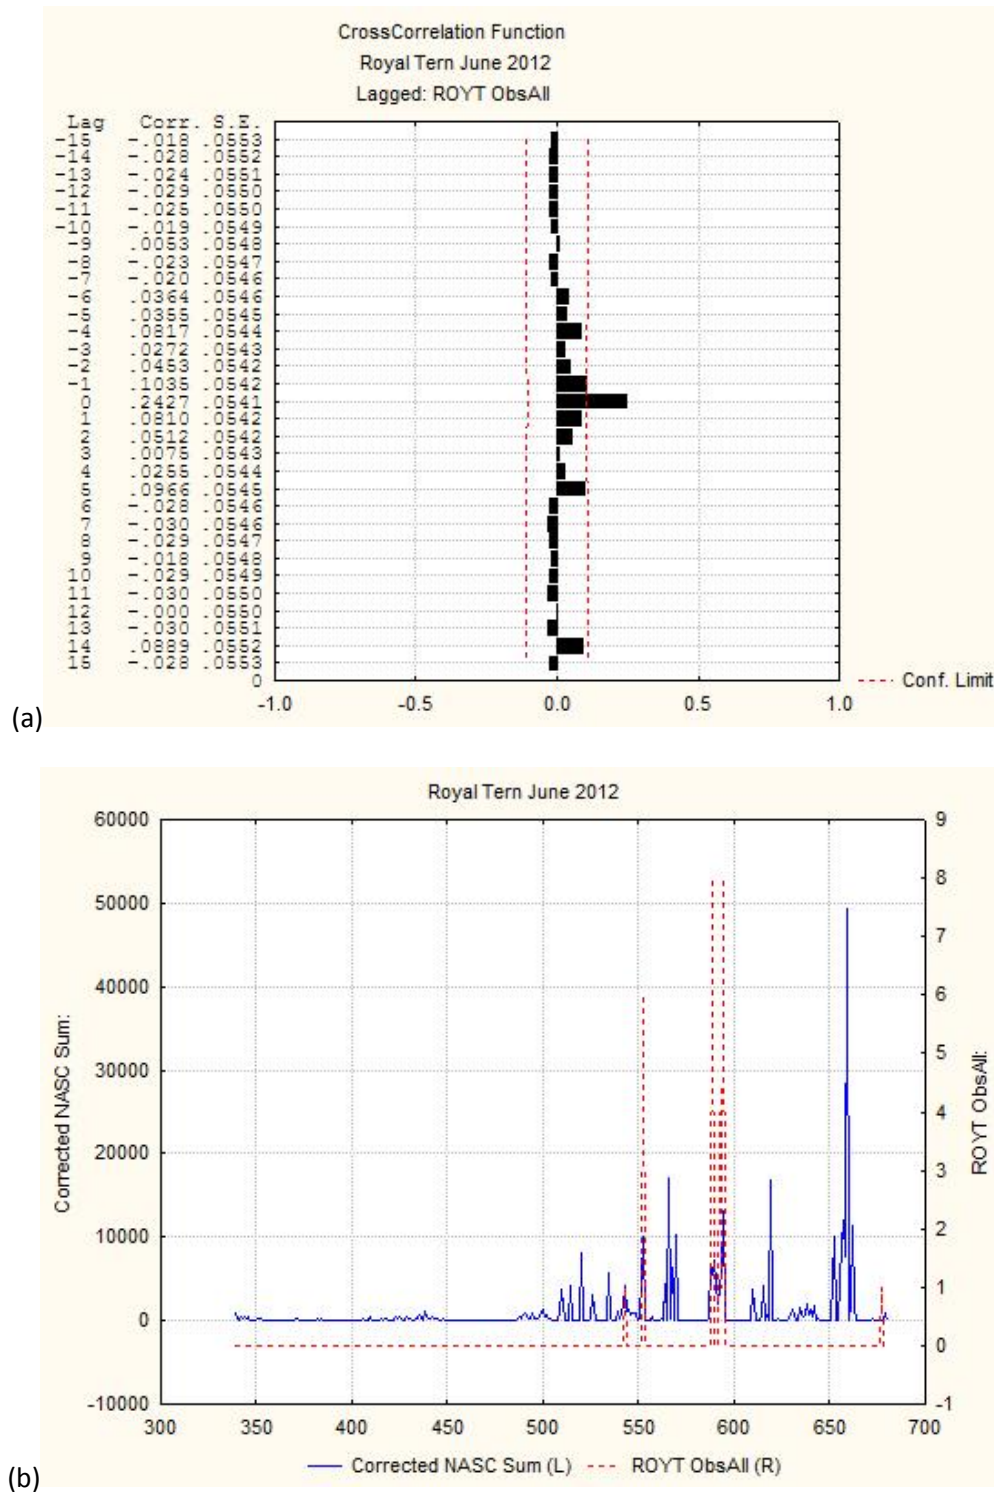 CrossCorrelation Function
Royal Tern June 2012
Lagged: ROYT ObsAll
Lag Corr. S.E.
-15 -.018 .0553
-14 -.028 .0552
-13 -.024 .0551
-12 -.029 .0550
-11 -.025 .0550
-10 -.019 .0549
-9 .0053 .0548
-8 -.023 .0547
-7 -.020 .0546
-6 .0364 .0546
-5 .0355 .0545
-4 .0817 .0544
-3 .0272 .0543
-2 .0453 .0542
-1 .1035 .0542
0 .2427 .0541
1 .0810 .0542
2 .0512 .0542
3 .0075 .0543
4 .0255 .0544
5 .0966 .0545
6 -.028 .0546
7 -.030 .0546
8 -.029 .0547
9 -.018 .0548
10 -.029 .0549
11 -.030 .0550
12 -.000 .0550
13 -.030 .0551
14 .0889 .0552
15 -.028 .0553
0
Conf. Limit
-1.0 -0.5 0.0 0.5 1.0
(a)
Royal Tern June 2012
60000 9
50000 8
40000 7
30000 6
20000 5
10000 4
0 3
-10000 2
1
0
-1
Corrected NASC Sum:
ROYT ObsAll:
300 350 400 450 500 550 600 650 700
Corrected NASC Sum (L) ROYT ObsAll (R)
(b)